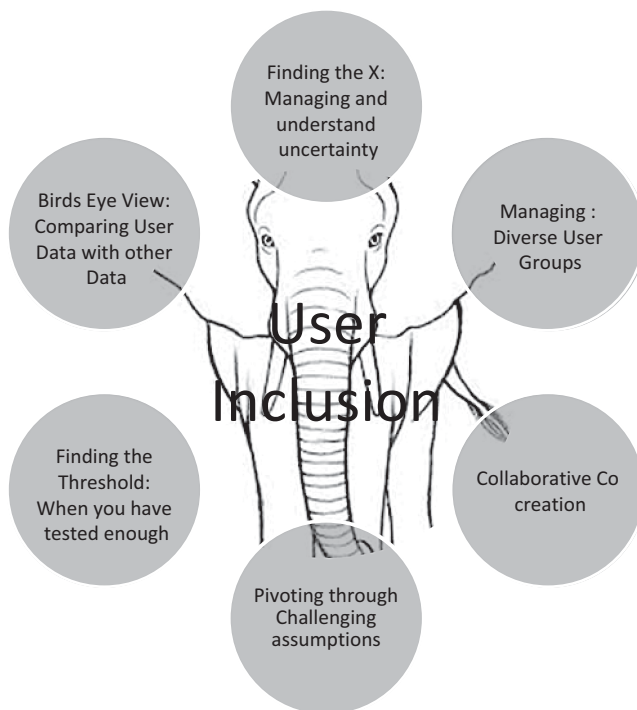 Finding the X:
Managing and
understand
uncertainty
Birds Eye View:
Comparing User
Data with other
Data
Managing :
Diverse User
Groups
User
Inclusion
Finding the
Threshold:
When you have
tested enough
Collaborative Co
creation
Pivoting through
Challenging
assumptions